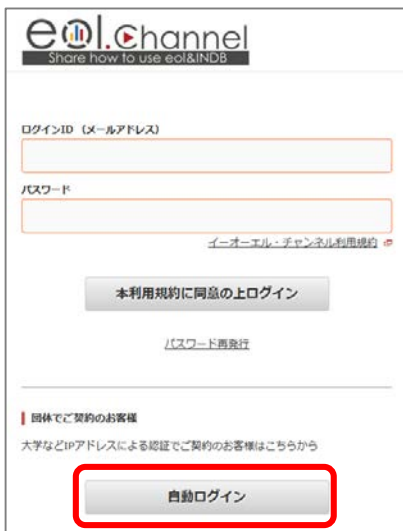 eol.Channel
Share how to use eol&INDB
ログインID（メールアドレス）
パスワード
イーオーエル・チャンネル利用規約
本利用規約に同意の上ログイン
パスワード再発行
団体でご契約のお客様
大学などIPアドレスによる認証でご契約のお客様はこちらから
自動ログイン